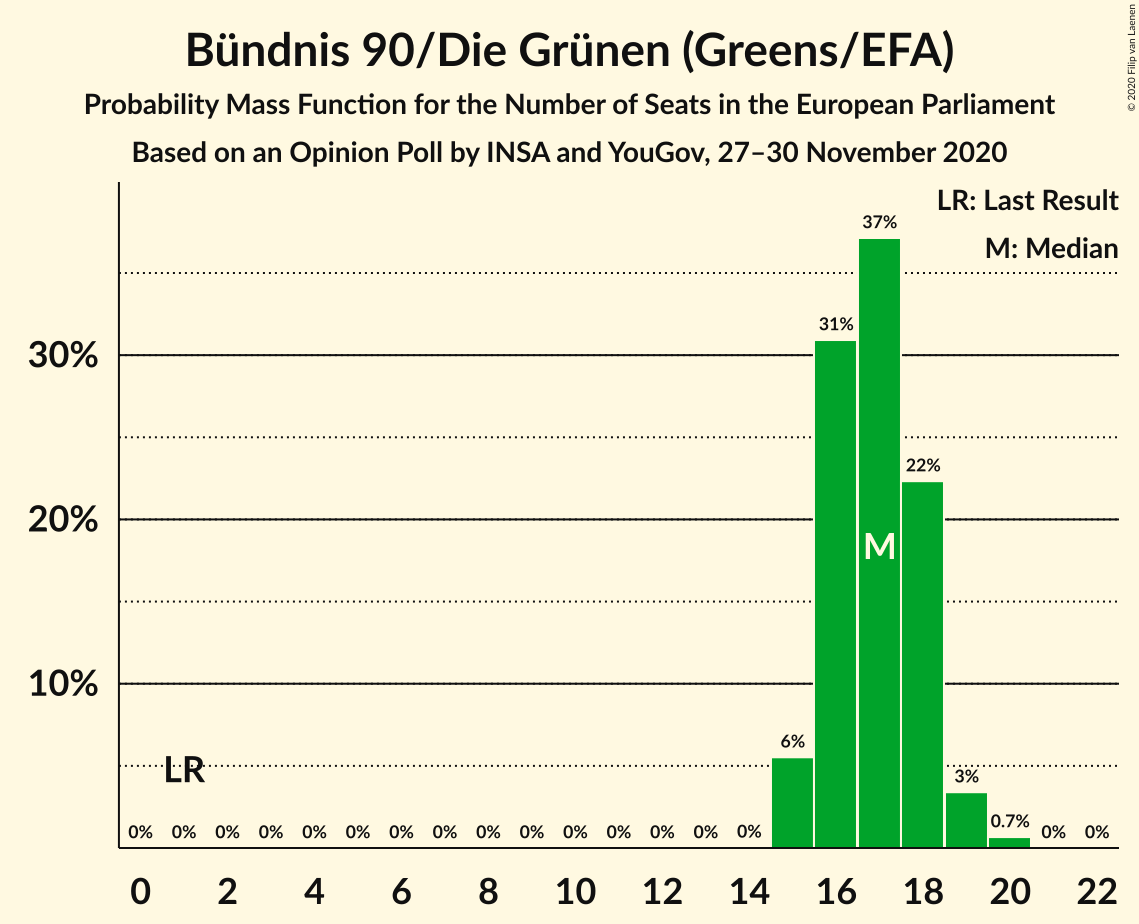 Bündnis 90/Die Grünen (Greens/EFA)
Probability Mass Function for the Number of Seats in the European Parliament
Based on an Opinion Poll by INSA and YouGov, 27–30 November 2020
© 2020 Filip van Laenen
LR: Last Result
M: Median
37%
31%
30%
22%
20%
M
10%
6%
LR
3%
0.7%
0% 0% 0% 0% 0% 0% 0% 0% 0% 0% 0% 0% 0% 0% 0% 0% 0%
0 2 4 6 8 10 12 14 16 18 20 22